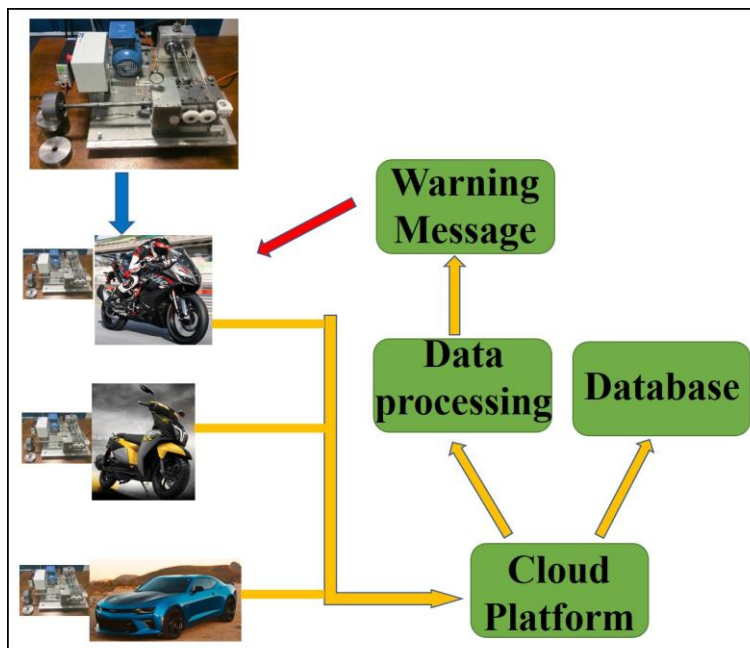 Warning
Message
Data
processing
Database
Cloud
Platform